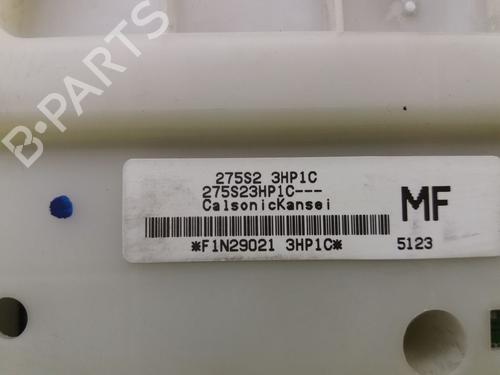 B-PARTS
275S2 3HP1C
275S23HP1C---
CalsonicKansei
MF
*F1N29021 3HP1C*
5123